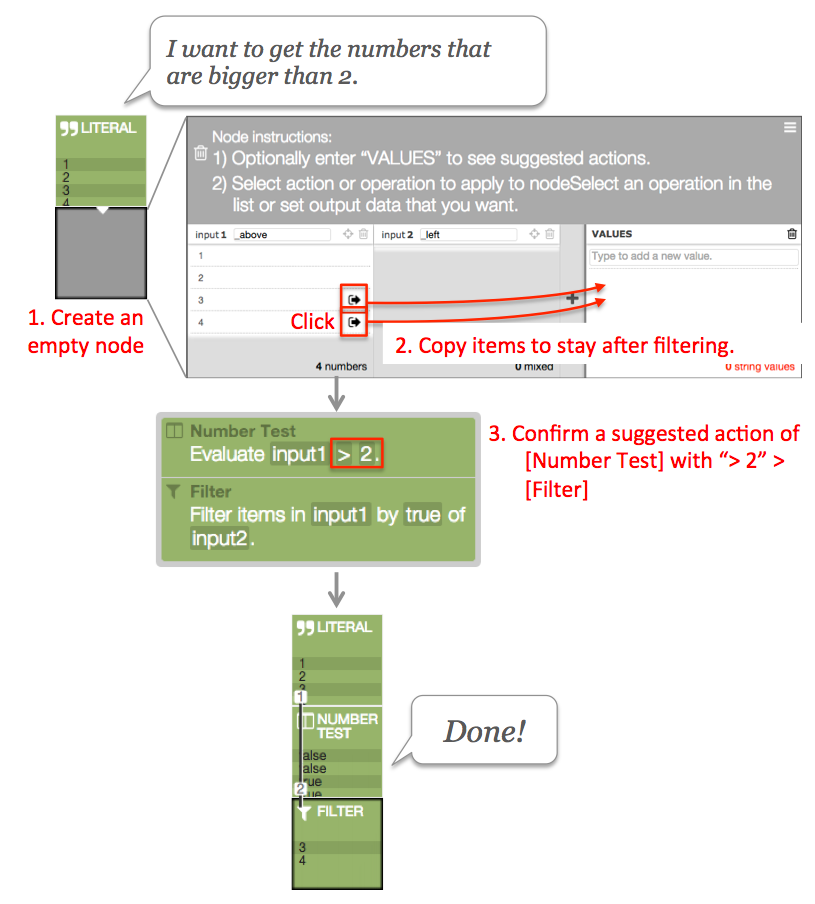 I want to get the numbers that
are bigger than 2.
LITERAL
1
2
3
4
Node instructions:
1) Optionally enter “VALUES” to see suggested actions.
2) Select action or operation to apply to nodeSelect an operation in the
list or set output data that you want.
input 1 _above
input 2 _left
VALUES
Type to add a new value.
1
2
3
4
Click
4 numbers
0 mixed
0 string values
1. Create an
empty node
2. Copy items to stay after filtering.
Number Test
Evaluate input1 > 2.
Filter
Filter items in input1 by true of
input2.
3. Confirm a suggested action of
[Number Test] with “> 2” >
[Filter]
LITERAL
1
2
3
1
NUMBER
TEST
alse
alse
rue
2
ue
FILTER
3
4
Done!